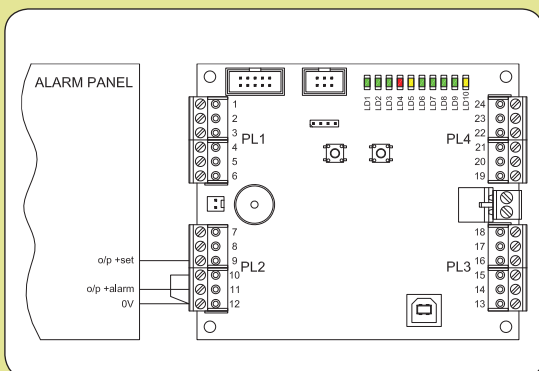 ALARM PANEL
LD1
LD2
LD3
LD4
LD5
LD6
LD7
LD8
LD9
LD10
1
2
3
PL1
4
5
6
24
23
22
PL4
21
20
19
7
8
9
PL2
10
11
12
18
17
16
PL3
15
14
13
o/p +set
o/p +alarm
0V